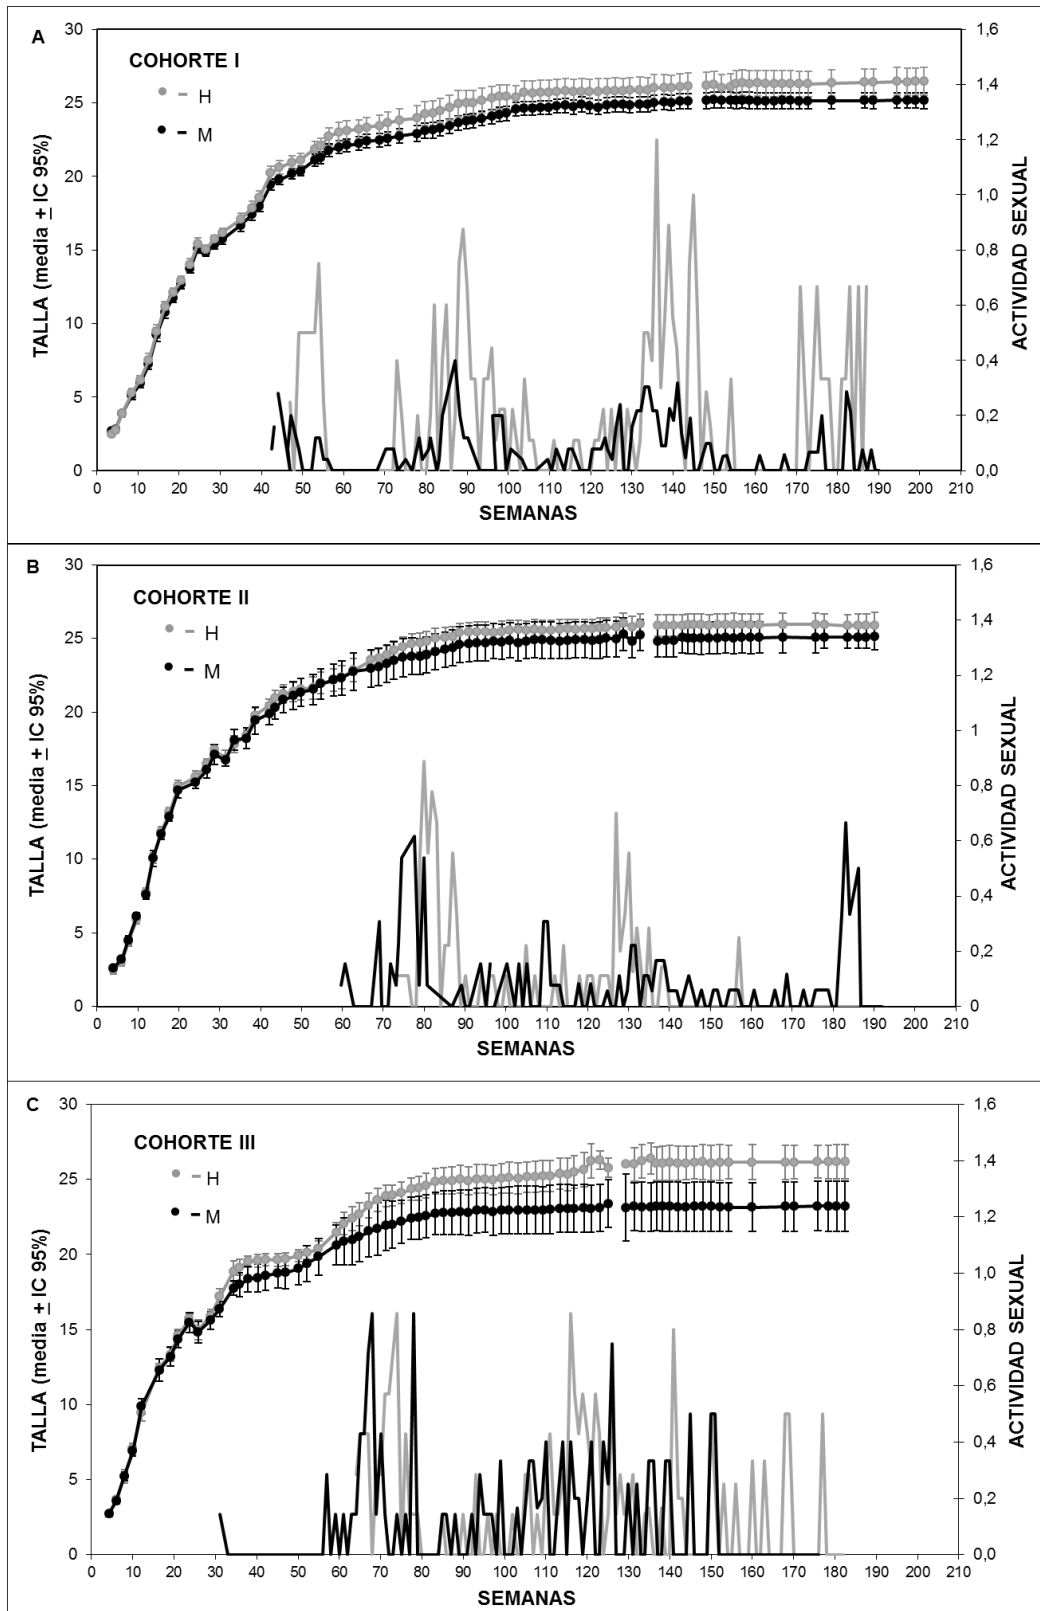 A
COHORTE I
H
M
TALLA (media ± IC 95%)
30
25
20
15
10
5
0
1,6
1,4
1,2
1,0
0,8
0,6
0,4
0,2
0,0
ACTIVIDAD SEXUAL
0 10 20 30 40 50 60 70 80 90 100 110 120 130 140 150 160 170 180 190 200 210
SEMANAS
B
COHORTE II
H
M
TALLA (media ± IC 95%)
30
25
20
15
10
5
0
1,6
1,4
1,2
1
0,8
0,6
0,4
0,2
0
ACTIVIDAD SEXUAL
0 10 20 30 40 50 60 70 80 90 100 110 120 130 140 150 160 170 180 190 200 210
SEMANAS
C
COHORTE III
H
M
TALLA (media ± IC 95%)
30
25
20
15
10
5
0
1,6
1,4
1,2
1,0
0,8
0,6
0,4
0,2
0,0
ACTIVIDAD SEXUAL
0 10 20 30 40 50 60 70 80 90 100 110 120 130 140 150 160 170 180 190 200 210
SEMANAS